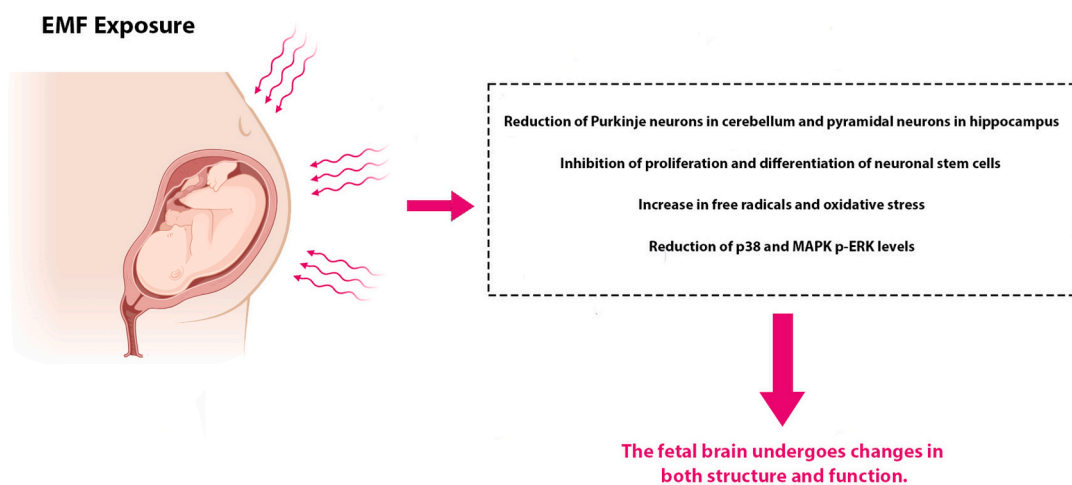 EMF Exposure
Reduction of Purkinje neurons in cerebellum and pyramidal neurons in hippocampus
Inhibition of proliferation and differentiation of neuronal stem cells
Increase in free radicals and oxidative stress
Reduction of p38 and MAPK p-ERK levels
The fetal brain undergoes changes in
both structure and function.